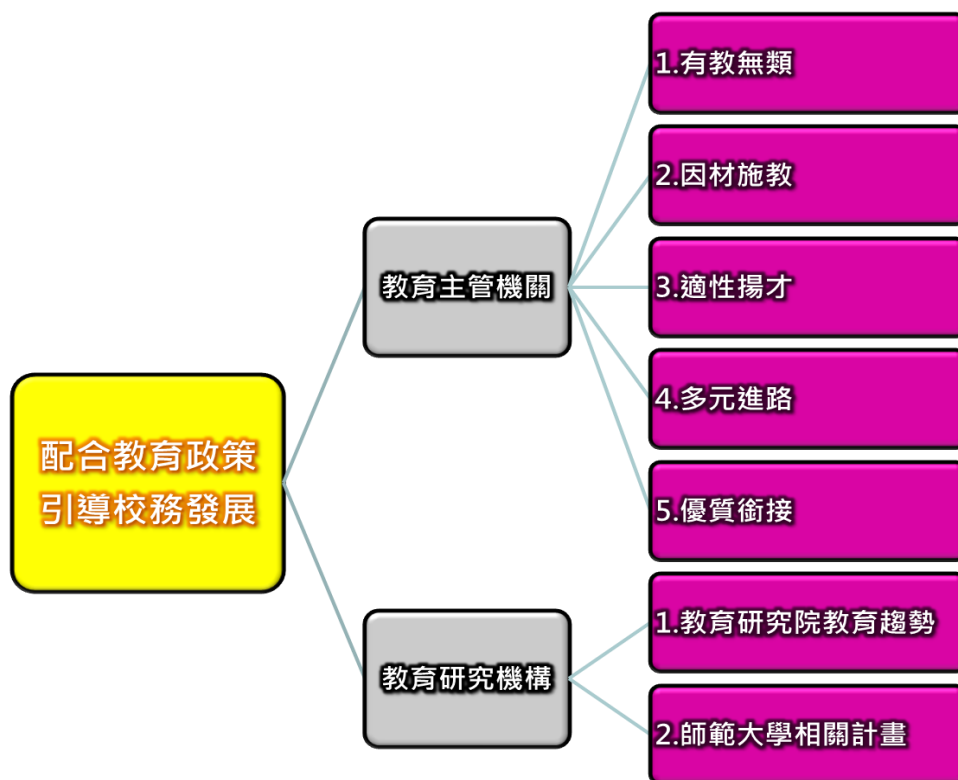 配合教育政策
引導校務發展
教育主管機關
1.有教無類
2.因材施教
3.適性揚才
4.多元進路
5.優質銜接
教育研究機構
1.教育研究院教育趨勢
2.師範大學相關計畫